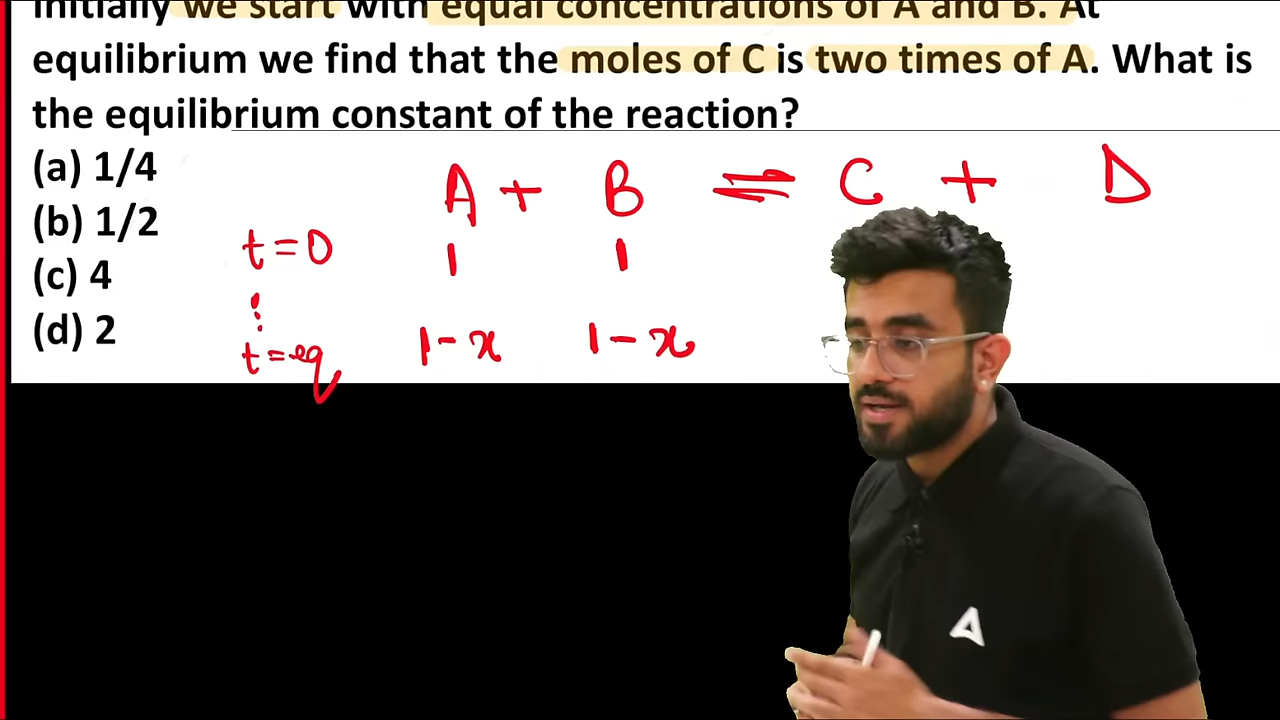 initially we start with equal concentrations of A and B. At
equilibrium we find that the moles of C is two times of A. What is
the equilibrium constant of the reaction?
(a) 1/4
(b) 1/2
(c) 4
(d) 2
A + B ⇌ C + D
t = 0 1 1
⋮
t = eq 1 - x 1 - x